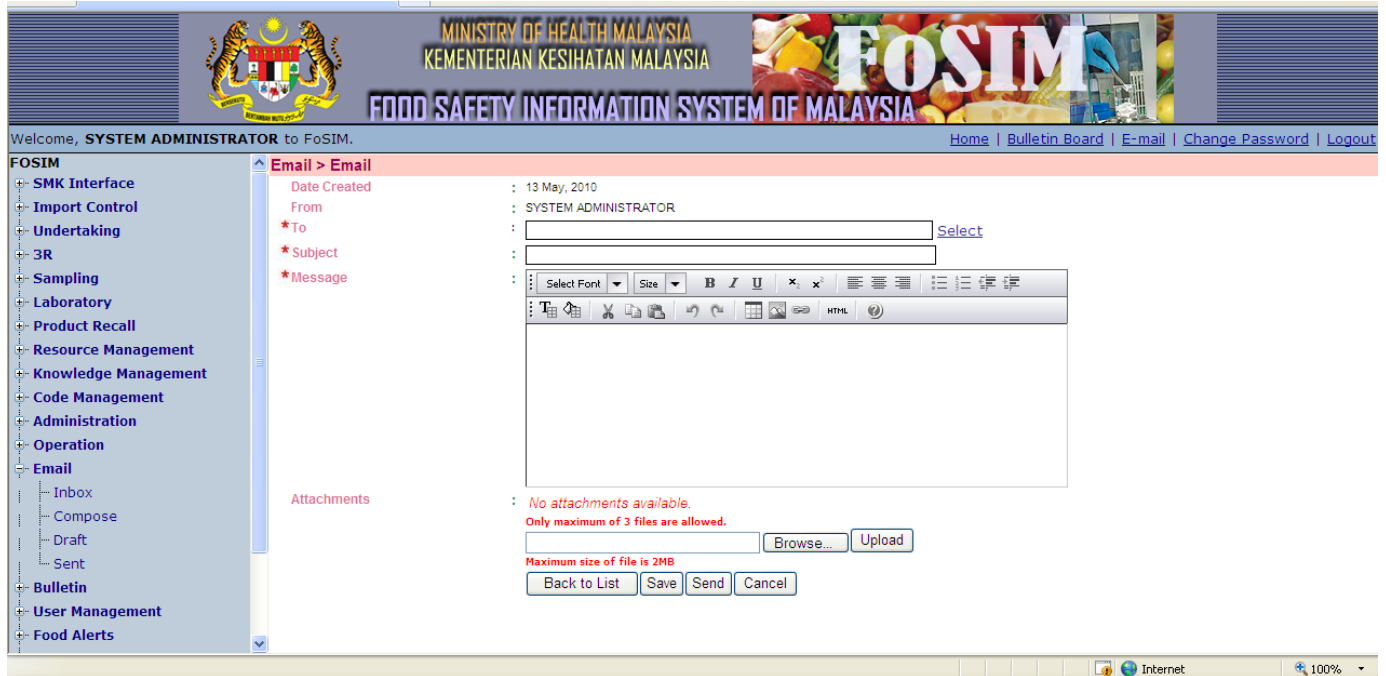 MINISTRY OF HEALTH MALAYSIA
KEMENTERIAN KESIHATAN MALAYSIA
FOSIM
FOOD SAFETY INFORMATION SYSTEM OF MALAYSIA
Welcome, SYSTEM ADMINISTRATOR to FoSIM.
Home | Bulletin Board | E-mail | Change Password | Logout
FOSIM
SMK Interface
Import Control
Undertaking
3R
Sampling
Laboratory
Product Recall
Resource Management
Knowledge Management
Code Management
Administration
Operation
Email
Inbox
Compose
Draft
Sent
Bulletin
User Management
Food Alerts
Email > Email
Date Created : 13 May, 2010
From : SYSTEM ADMINISTRATOR
*To : Select
*Subject :
*Message :
Select Font Size B I U x₂ x²
HTML
Attachments : No attachments available.
Only maximum of 3 files are allowed.
Browse... Upload
Maximum size of file is 2MB
Back to List Save Send Cancel
Internet 100%